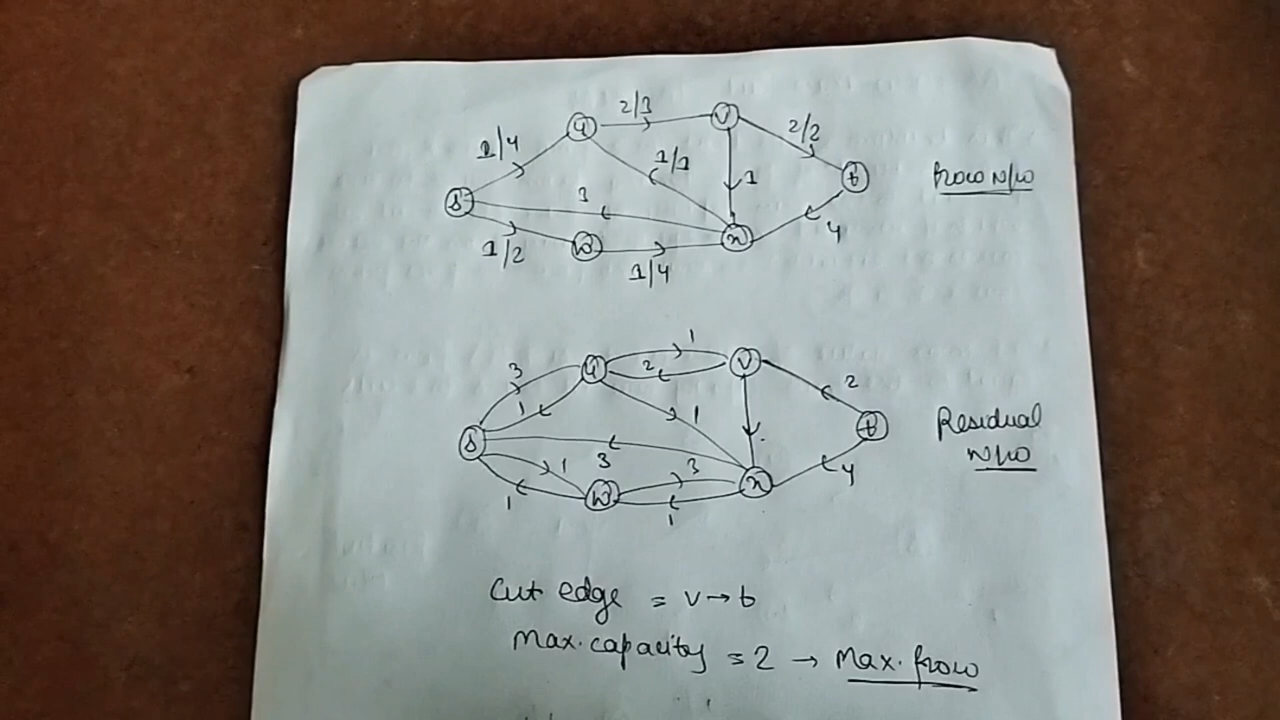 2/3
1/4
u
v
2/2
1/1
t
Flow N/w
s
3
1
4
1/2
w
x
1/4
1
3
u
2
v
2
1
1
t
Residual
N/w
s
3
1
3
4
1
w
x
1
Cut edge = v→t
Max. capacity = 2 → Max. flow